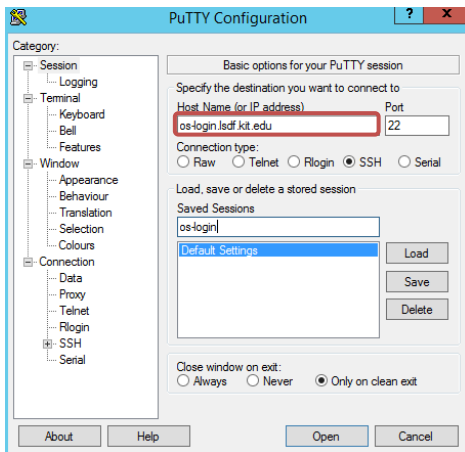 PuTTY Configuration
? x
Category:
Session
Logging
Terminal
Keyboard
Bell
Features
Window
Appearance
Behaviour
Translation
Selection
Colours
Connection
Data
Proxy
Telnet
Rlogin
SSH
Serial
Basic options for your PuTTY session
Specify the destination you want to connect to
Host Name (or IP address) Port
os-login.lsdf.kit.edu 22
Connection type:
Raw Telnet Rlogin SSH Serial
Load, save or delete a stored session
Saved Sessions
os-login
Default Settings
Load
Save
Delete
Close window on exit:
Always Never Only on clean exit
About Help Open Cancel